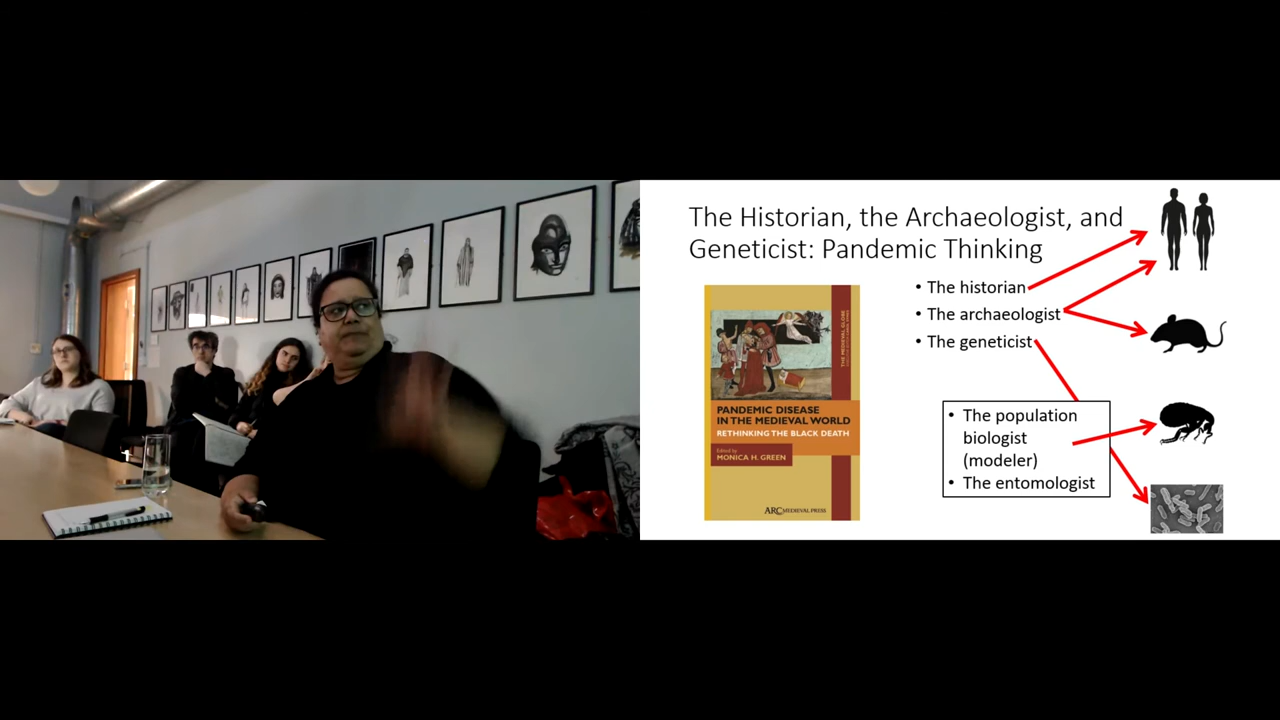 The Historian, the Archaeologist, and
Geneticist: Pandemic Thinking
• The historian
• The archaeologist
• The geneticist
THE MEDIEVAL GLOBE
PANDEMIC DISEASE
IN THE MEDIEVAL WORLD
RETHINKING THE BLACK DEATH
Edited by
MONICA H. GREEN
ARC MEDIEVAL PRESS
• The population
biologist
(modeler)
• The entomologist